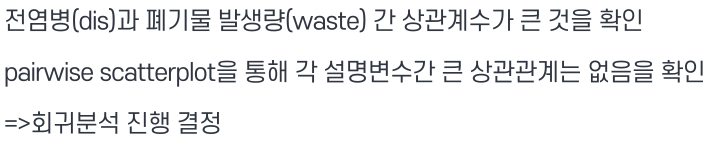 전염병(dis)과 폐기물 발생량(waste) 간 상관계수가 큰 것을 확인
pairwise scatterplot을 통해 각 설명변수간 큰 상관관계는 없음을 확인
=>회귀분석 진행 결정